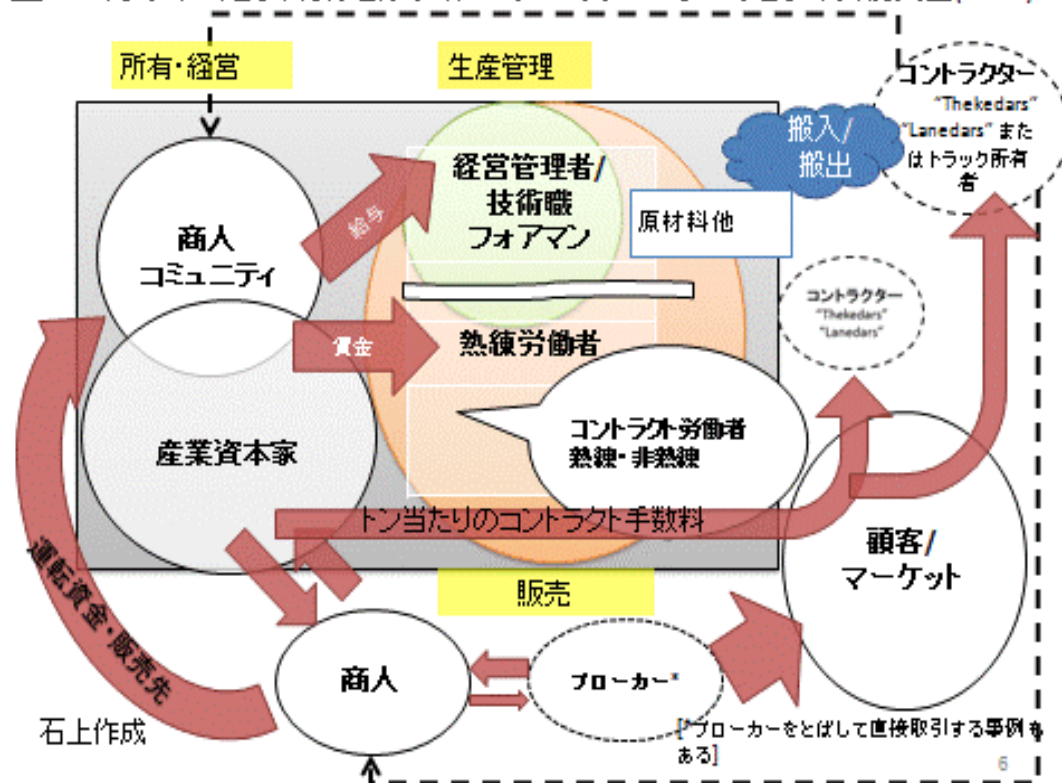 所有・経営
生産管理
コントラクター
"Thekedars"
"Lanedars" また
はトラック所有
者
搬入/
搬出
経営管理者/
技術職
フォアマン
原材料他
商人
コミュニティ
給与
コントラクター
"Thekedars"
"Lanedars"
賃金
熟練労働者
コントラクト労働者
熟練・非熟練
産業資本家
トン当たりのコントラクト手数料
顧客/
マーケット
販売
運転資金・販売先
商人
ブローカー*
石上作成
[*ブローカーをとばして直接取引する事例も
ある]
6